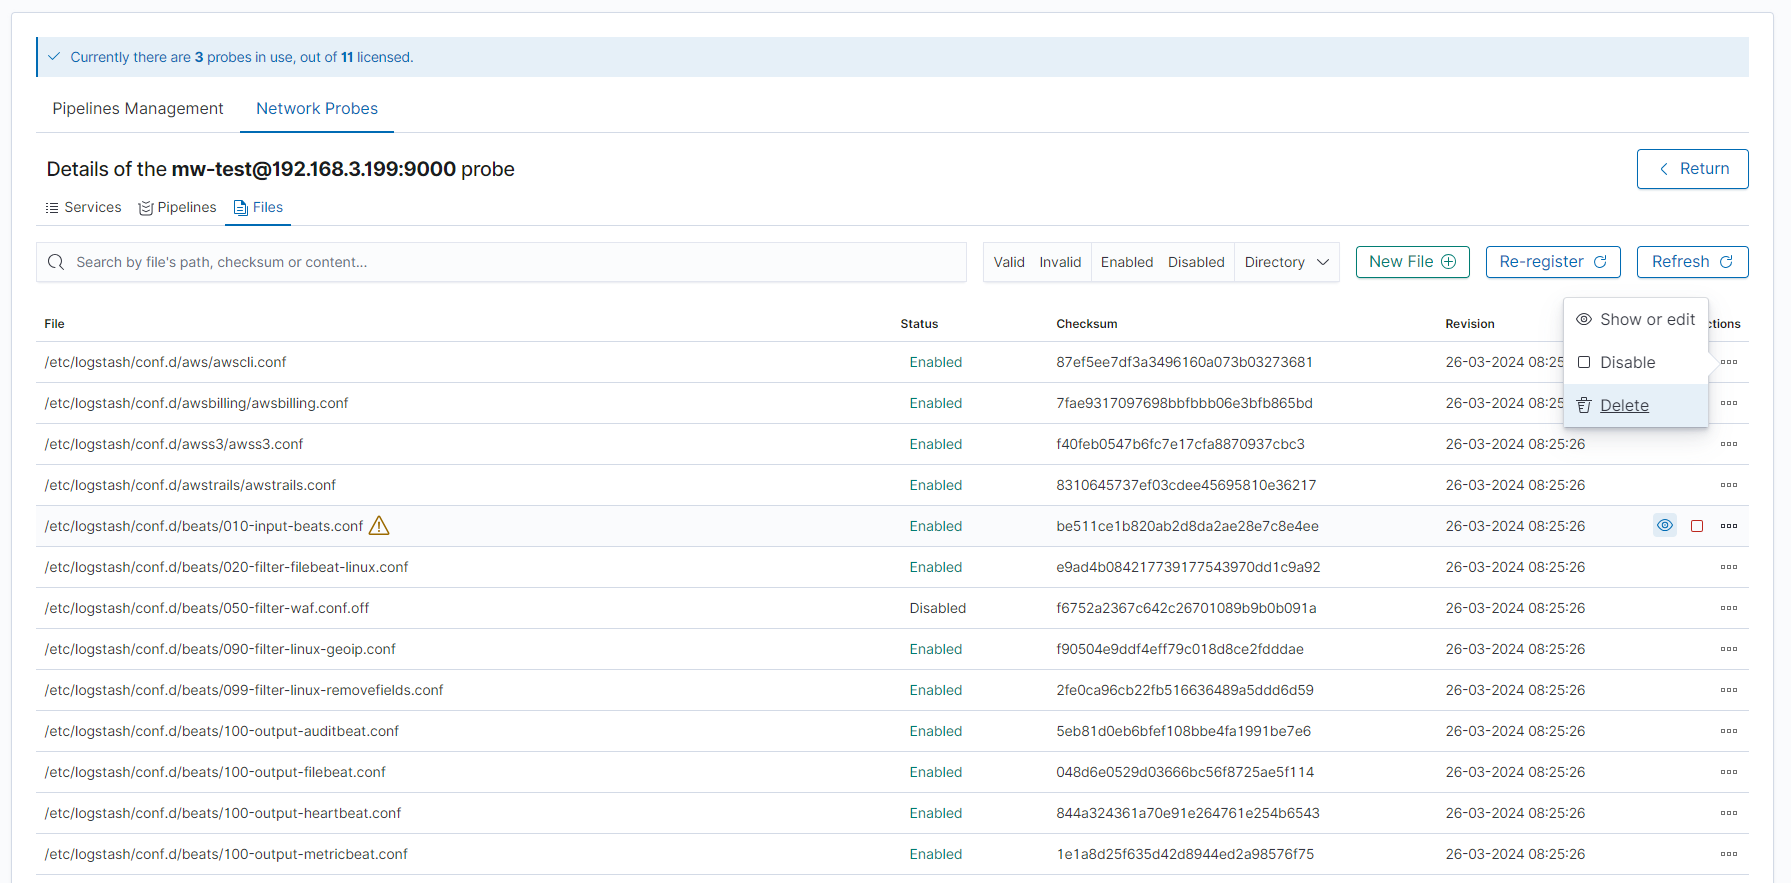 Currently there are 3 probes in use, out of 11 licensed.
Pipelines Management Network Probes
Details of the mw-test@192.168.3.199:9000 probe
Return
Services Pipelines Files
Search by file's path, checksum or content...
Valid Invalid Enabled Disabled Directory New File Re-register Refresh
File Status Checksum Revision ctions
Show or edit
Disable
Delete
/etc/logstash/conf.d/aws/awscli.conf Enabled 87ef5ee7df3a3496160a073b03273681 26-03-2024 08:25
/etc/logstash/conf.d/awsbilling/awsbilling.conf Enabled 7fae9317097698bbfbbb06e3bfb865bd 26-03-2024 08:25
/etc/logstash/conf.d/awss3/awss3.conf Enabled f40feb0547b6fc7e17cfa8870937cbc3 26-03-2024 08:25:26
/etc/logstash/conf.d/awstrails/awstrails.conf Enabled 8310645737ef03cdee45695810e36217 26-03-2024 08:25:26
/etc/logstash/conf.d/beats/010-input-beats.conf Enabled be511ce1b820ab2d8da2ae28e7c8e4ee 26-03-2024 08:25:26
/etc/logstash/conf.d/beats/020-filter-filebeat-linux.conf Enabled e9ad4b084217739177543970dd1c9a92 26-03-2024 08:25:26
/etc/logstash/conf.d/beats/050-filter-waf.conf.off Disabled f6752a2367c642c26701089b9b0b091a 26-03-2024 08:25:26
/etc/logstash/conf.d/beats/090-filter-linux-geoip.conf Enabled f90504e9ddf4eff79c018d8ce2fdddae 26-03-2024 08:25:26
/etc/logstash/conf.d/beats/099-filter-linux-removefields.conf Enabled 2fe0ca96cb22fb516636489a5ddd6d59 26-03-2024 08:25:26
/etc/logstash/conf.d/beats/100-output-auditbeat.conf Enabled 5eb81d0eb6bfef108bbe4fa1991be7e6 26-03-2024 08:25:26
/etc/logstash/conf.d/beats/100-output-filebeat.conf Enabled 048d6e0529d03666bc56f8725ae5f114 26-03-2024 08:25:26
/etc/logstash/conf.d/beats/100-output-heartbeat.conf Enabled 844a324361a70e91e264761e254b6543 26-03-2024 08:25:26
/etc/logstash/conf.d/beats/100-output-metricbeat.conf Enabled 1e1a8d25f635d42d8944ed2a98576f75 26-03-2024 08:25:26